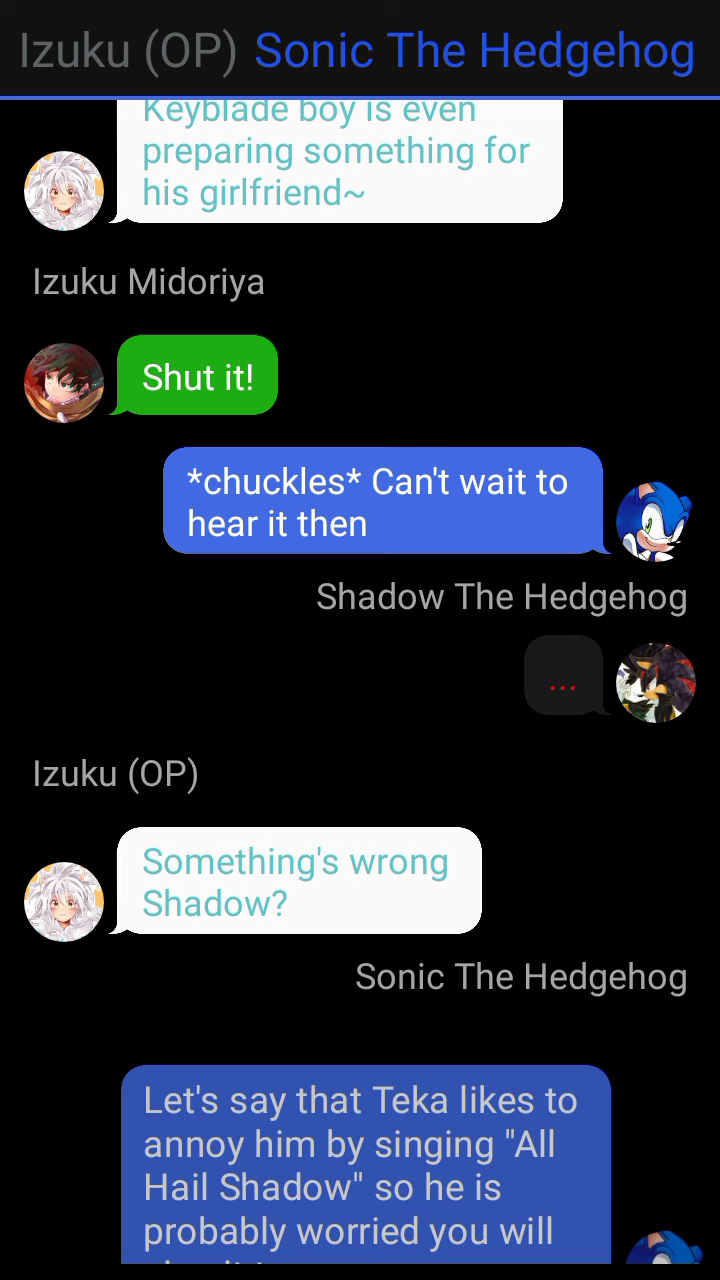 Izuku (OP) Sonic The Hedgehog
Keyblade boy is even
preparing something for
his girlfriend~
Izuku Midoriya
Shut it!
*chuckles* Can't wait to
hear it then
Shadow The Hedgehog
...
Izuku (OP)
Something's wrong
Shadow?
Sonic The Hedgehog
Let's say that Teka likes to
annoy him by singing "All
Hail Shadow" so he is
probably worried you will